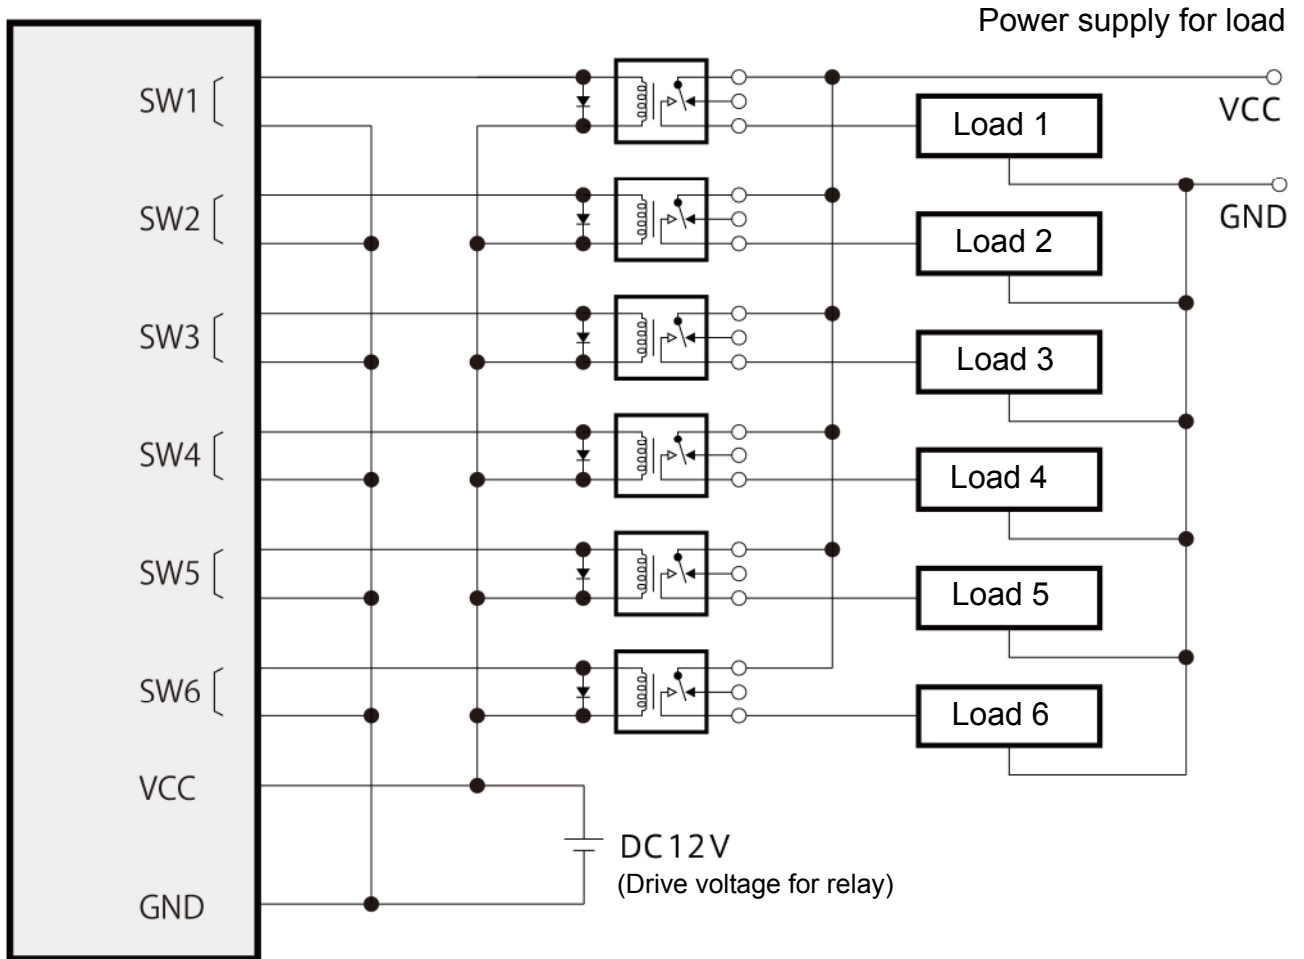 Power supply for load
SW1
Load 1
VCC
SW2
Load 2
GND
SW3
Load 3
SW4
Load 4
SW5
Load 5
SW6
Load 6
VCC
DC12V
(Drive voltage for relay)
GND